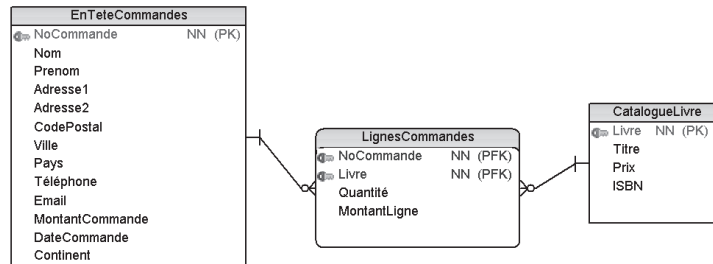 EnTeteCommandes
NoCommande NN (PK)
Nom
Prenom
Adresse1
Adresse2
CodePostal
Ville
Pays
Téléphone
Email
MontantCommande
DateCommande
Continent
LignesCommandes
NoCommande NN (PFK)
Livre NN (PFK)
Quantité
MontantLigne
CatalogueLivre
Livre NN (PK)
Titre
Prix
ISBN